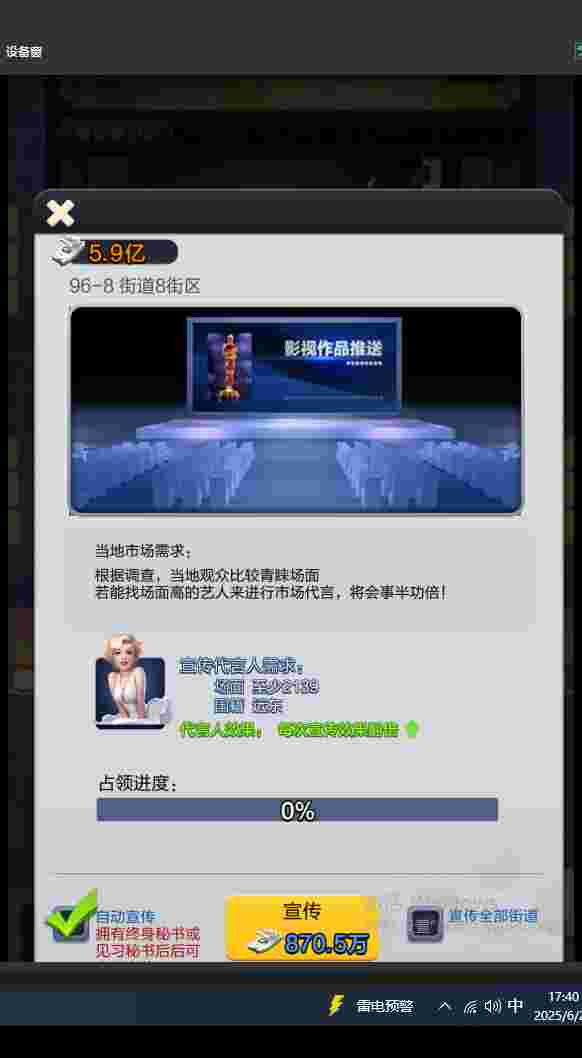 设备窗
5.9亿
96-8 街道8街区
影视作品推送
当地市场需求：
根据调查，当地观众比较青睐场面
若能找场面高的艺人来进行市场代言，将会事半功倍！
宣传代言人需求：
场面 至少2139
国籍 远东
代言人效果： 每次宣传效果翻倍
占领进度：
0%
自动宣传
拥有终身秘书或
见习秘书后后可
宣传
870.5万
宣传全部街道
雷电预警
中
17:40
2025/6/2